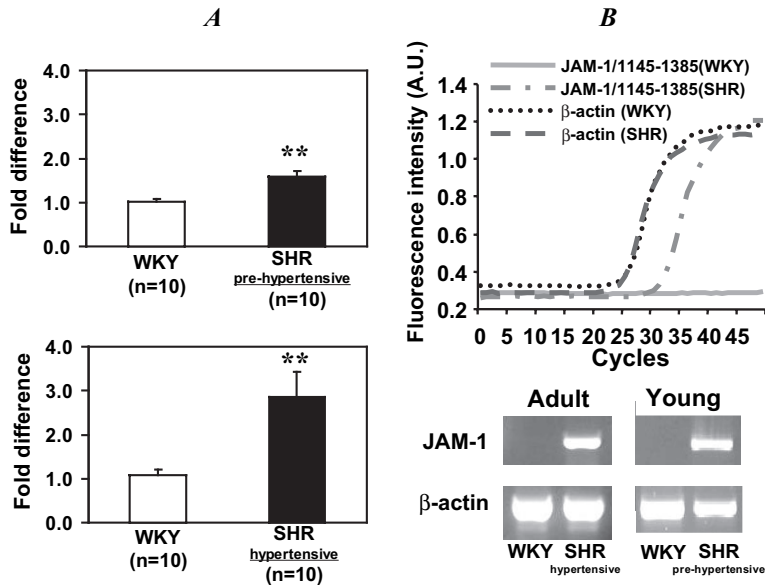 A
Fold difference
4.0
3.0
2.0
1.0
0.0
**
WKY
(n=10)
SHR
pre-hypertensive
(n=10)
Fold difference
4.0
3.0
2.0
1.0
0.0
**
WKY
(n=10)
SHR
hypertensive
(n=10)
B
Fluorescence intensity (A.U.)
1.4
1.2
1.0
0.8
0.6
0.4
0.2
JAM-1/1145-1385(WKY)
JAM-1/1145-1385(SHR)
β-actin (WKY)
β-actin (SHR)
0 5 10 15 20 25 30 35 40 45
Cycles
Adult Young
JAM-1
β-actin
WKY SHR WKY SHR
hypertensive pre-hypertensive